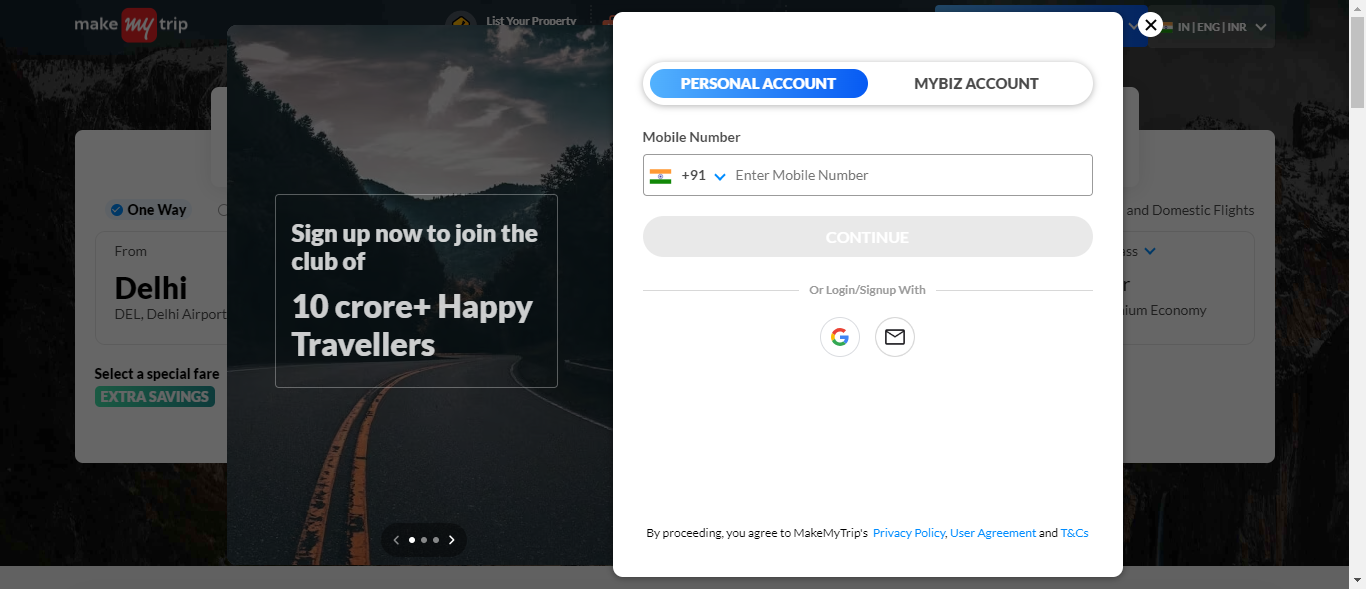 make my trip
List Your Property
IN | ENG | INR
One Way
and Domestic Flights
From
Delhi
DEL, Delhi Airport
Select a special fare
EXTRA SAVINGS
Sign up now to join the
club of
10 crore+ Happy
Travellers
PERSONAL ACCOUNT
MYBIZ ACCOUNT
Mobile Number
+91
Enter Mobile Number
CONTINUE
Or Login/Signup With
By proceeding, you agree to MakeMyTrip's Privacy Policy, User Agreement and T&Cs
Economy